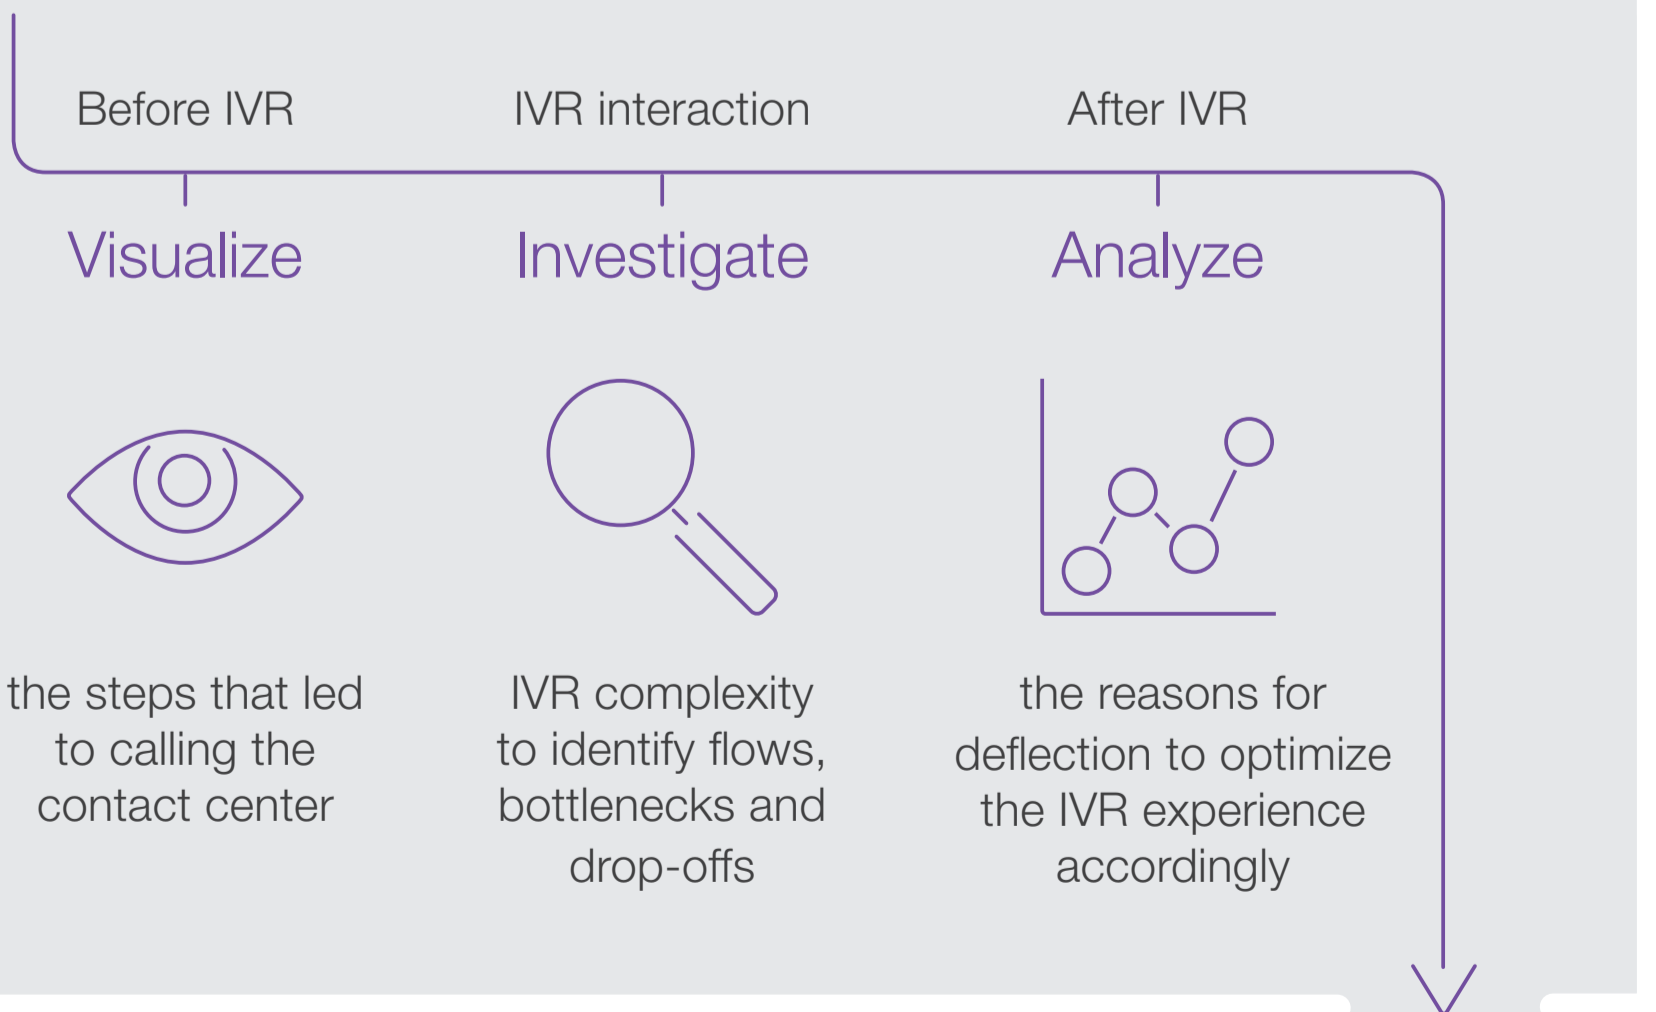 Before IVR
IVR interaction
After IVR
Visualize
Investigate
Analyze
the steps that led
to calling the
contact center
IVR complexity
to identify flows,
bottlenecks and
drop-offs
the reasons for
deflection to optimize
the IVR experience
accordingly